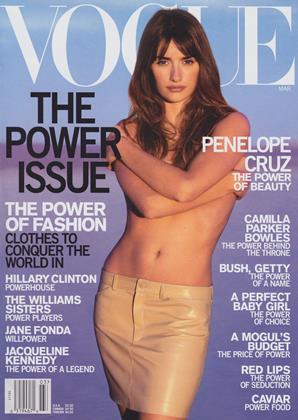 VOGUE
MAR
THE
POWER
ISSUE
THE POWER
OF FASHION
CLOTHES TO
CONQUER THE
WORLD IN
HILLARY CLINTON
POWERHOUSE
THE WILLIAMS
SISTERS
POWER PLAYERS
JANE FONDA
WILLPOWER
JACQUELINE
KENNEDY
THE POWER OF A LEGEND
PENELOPE
CRUZ
THE POWER
OF BEAUTY
CAMILLA
PARKER
BOWLES
THE POWER BEHIND
THE THRONE
BUSH, GETTY
THE POWER
OF A NAME
A PERFECT
BABY GIRL
THE POWER
OF CHOICE
A MOGUL'S
BUDGET
THE PRICE OF POWER
RED LIPS
THE POWER
OF SEDUCTION
CAVIAR
POWER FOOD
03>